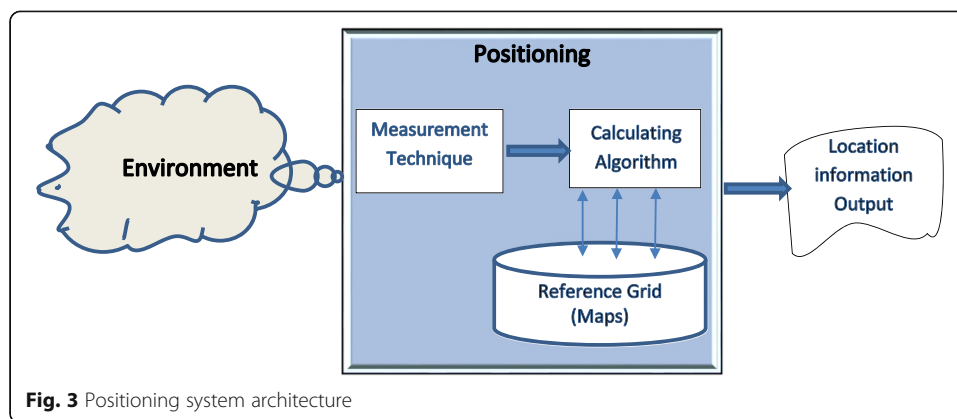 Positioning
Environment
Measurement
Technique
Calculating
Algorithm
Reference Grid
(Maps)
Location
information
Output
Fig. 3 Positioning system architecture